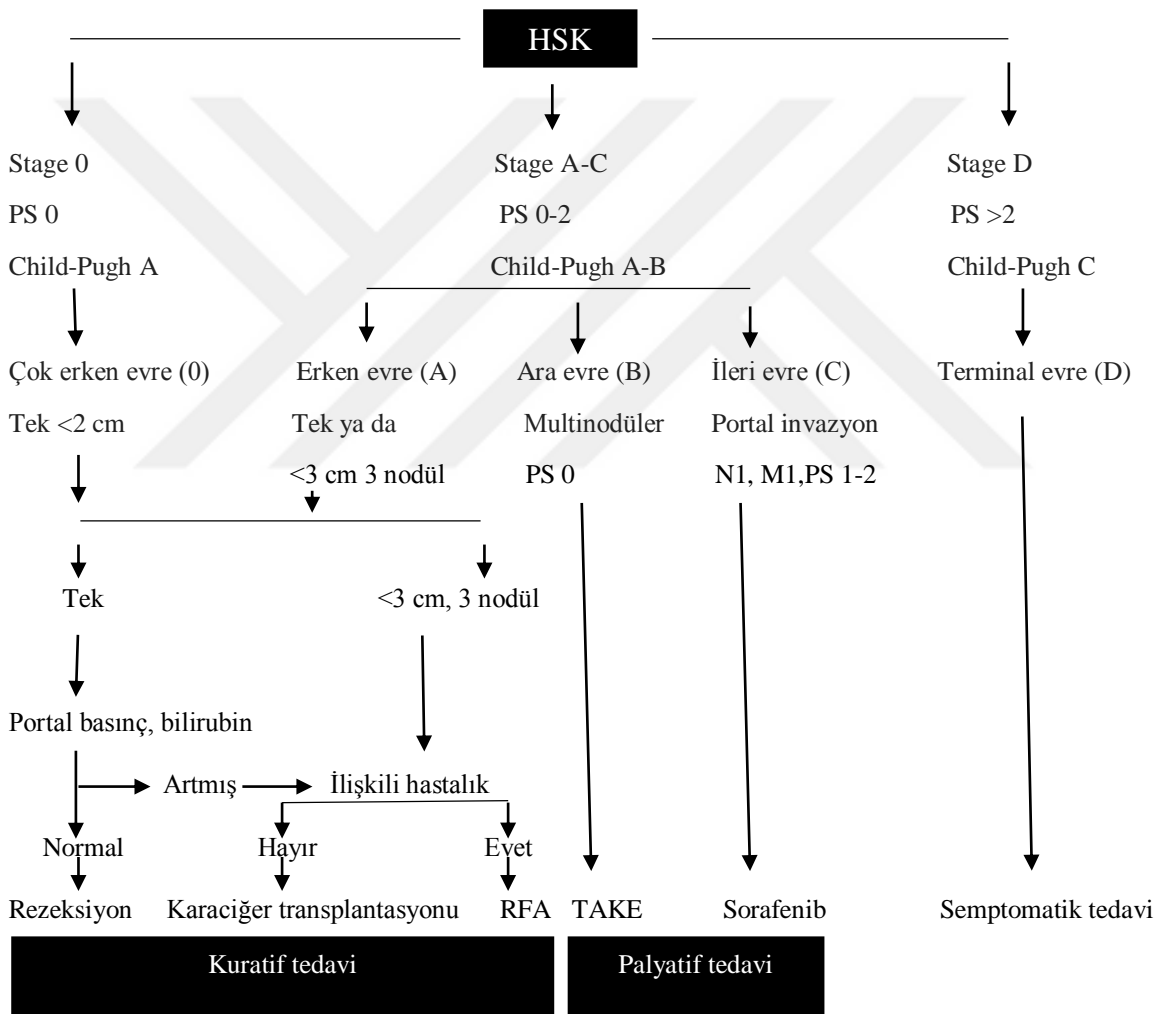 HSK
Stage 0
Stage A-C
Stage D
PS 0
PS 0-2
PS >2
Child-Pugh A
Child-Pugh A-B
Child-Pugh C
Çok erken evre (0)
Erken evre (A)
Ara evre (B)
İleri evre (C)
Terminal evre (D)
Tek <2 cm
Tek ya da
Multinodüler
Portal invazyon
<3 cm 3 nodül
PS 0
N1, M1,PS 1-2
Tek
<3 cm, 3 nodül
Portal basınç, bilirubin
Artmış
İlişkili hastalık
Normal
Hayır
Evet
Rezeksiyon
Karaciğer transplantasyonu
RFA
TAKE
Sorafenib
Semptomatik tedavi
Kuratif tedavi
Palyatif tedavi